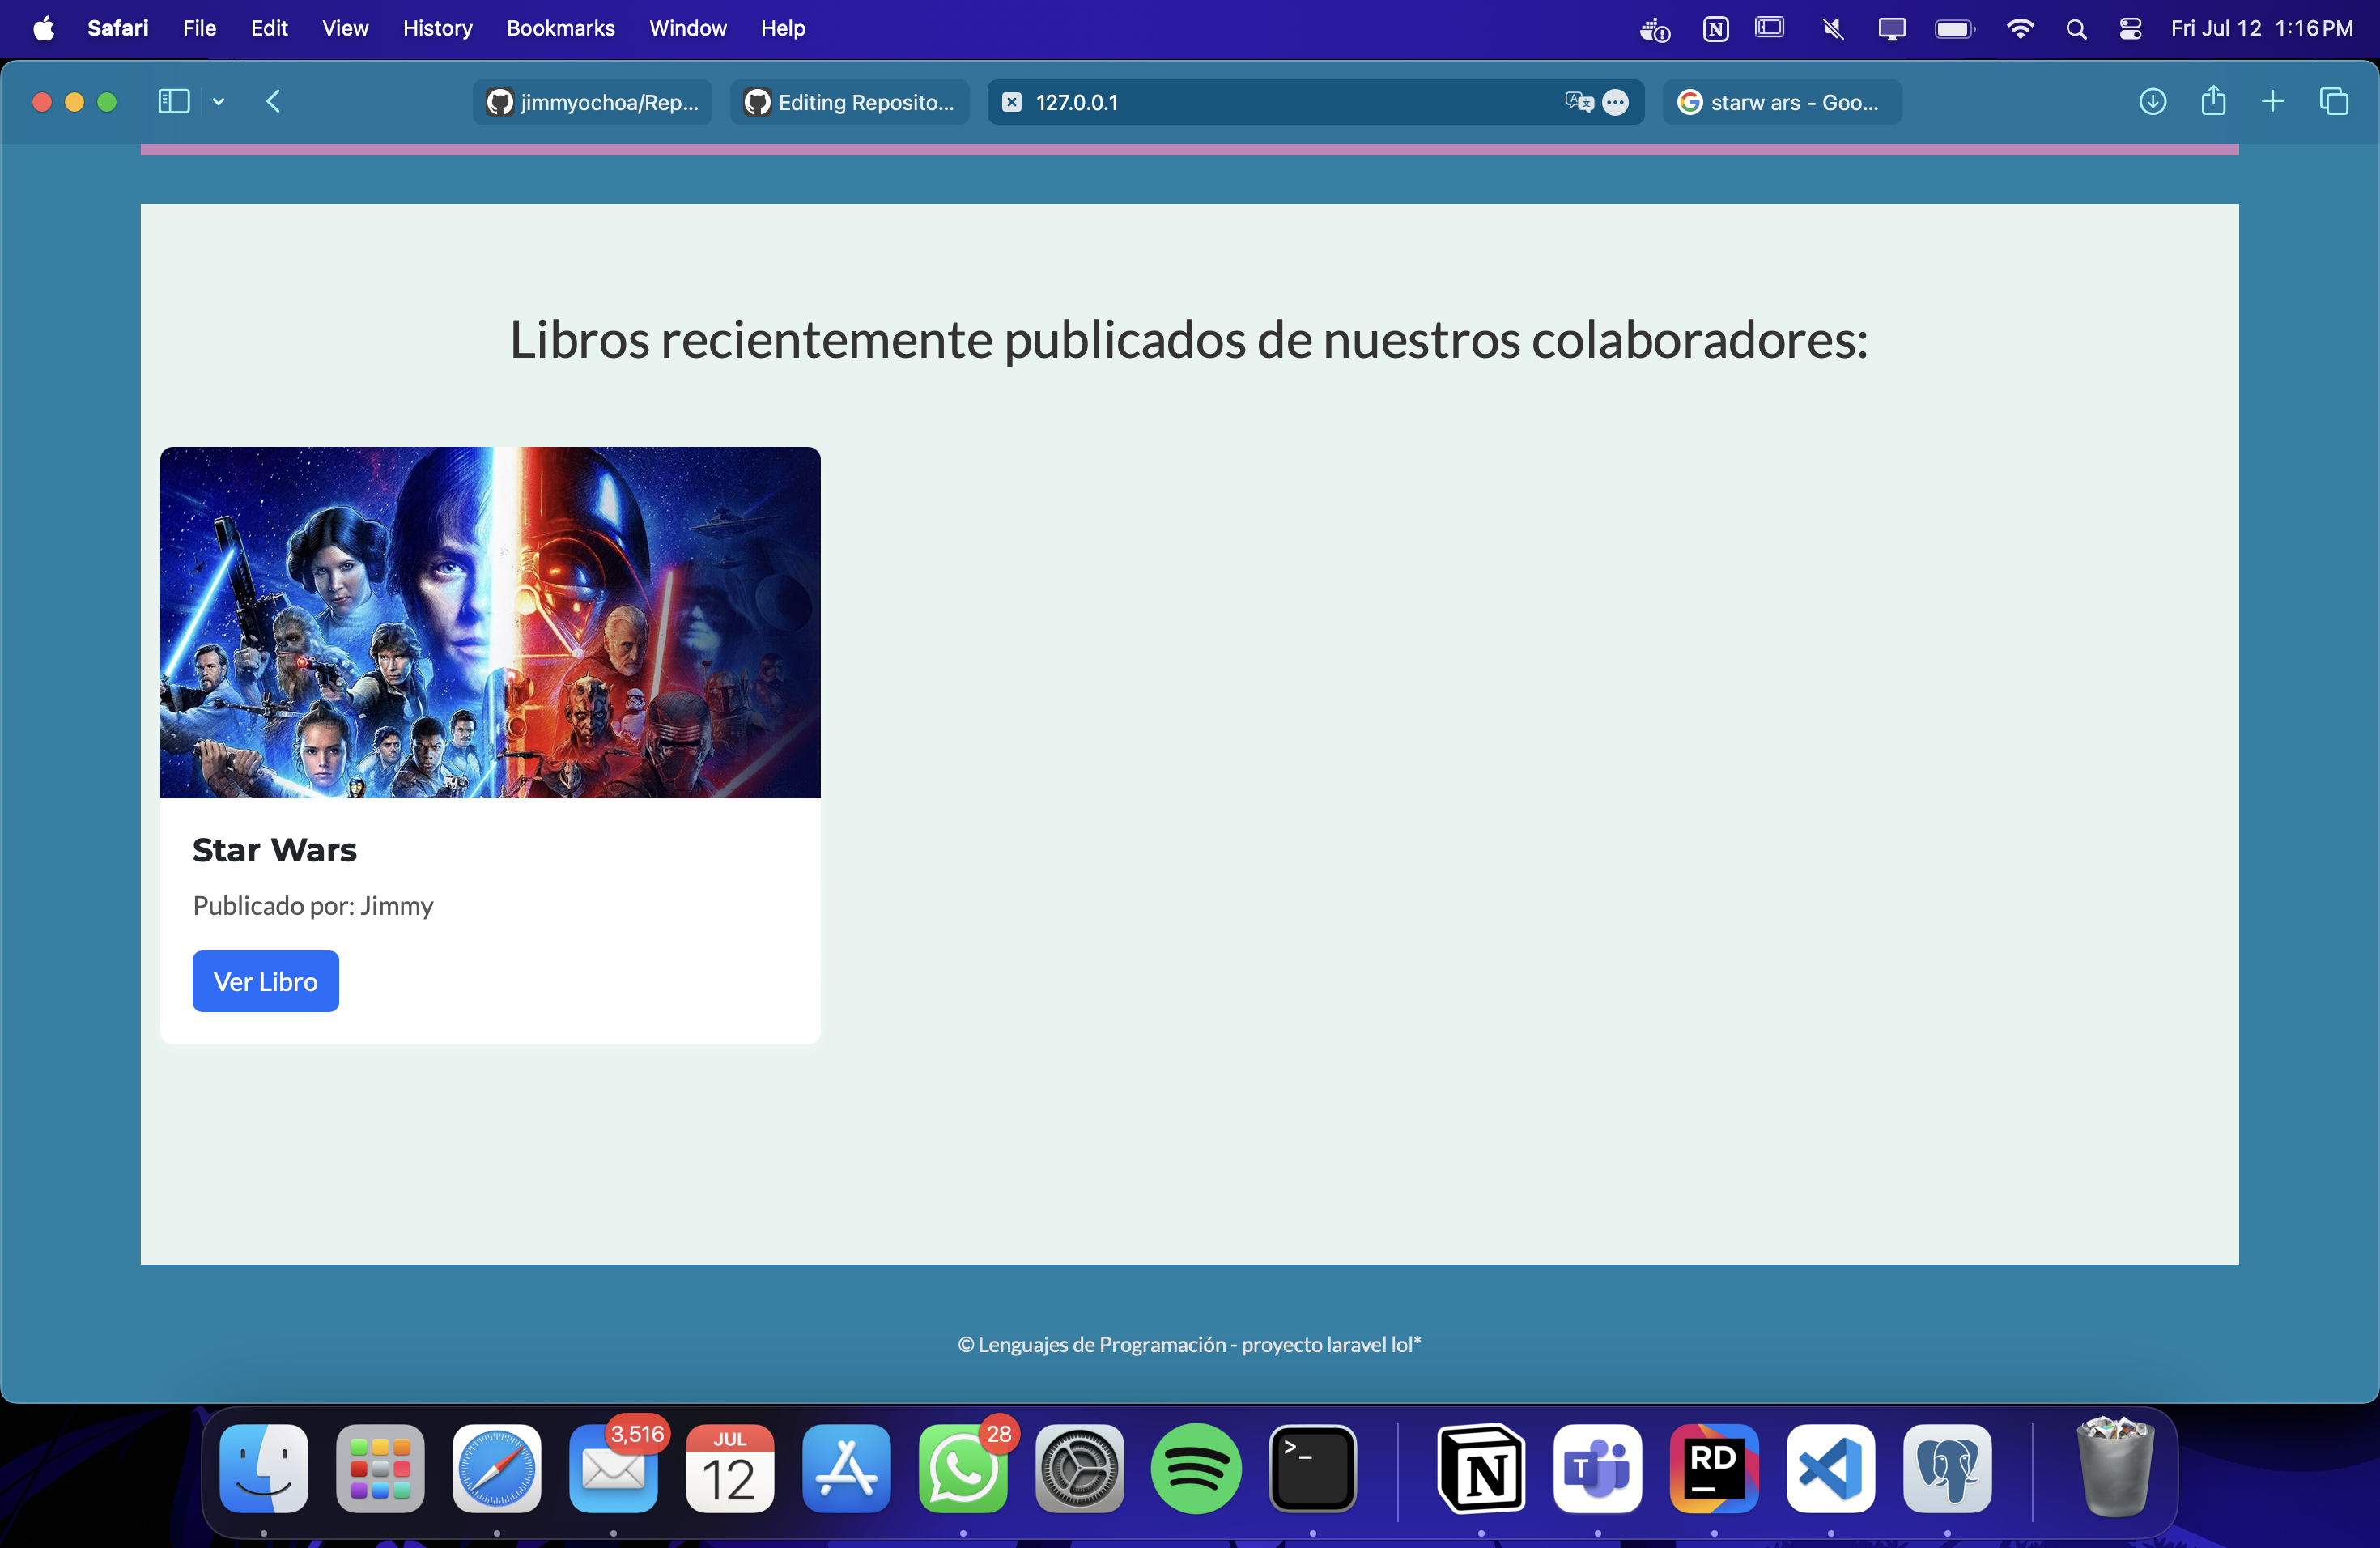 Safari File Edit View History Bookmarks Window Help Fri Jul 12 1:16 PM
jimmyochoa/Rep... Editing Reposito... 127.0.0.1 starw ars - Goo...
Libros recientemente publicados de nuestros colaboradores:
Star Wars
Publicado por: Jimmy
Ver Libro
© Lenguajes de Programación - proyecto laravel lol*
3,516
JUL
12
28
>_
N
T
RD